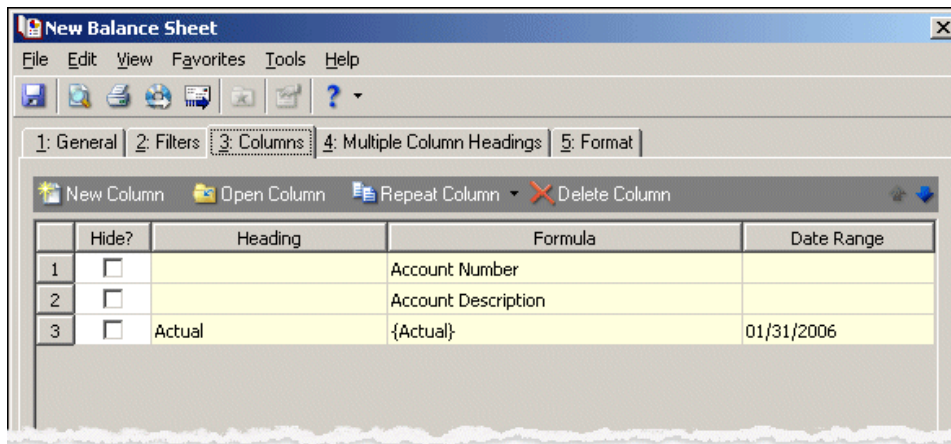 New Balance Sheet
File Edit View Favorites Tools Help
1: General 2: Filters 3: Columns 4: Multiple Column Headings 5: Format
New Column Open Column Repeat Column Delete Column
Hide? Heading Formula Date Range
1 Account Number
2 Account Description
3 Actual {Actual} 01/31/2006